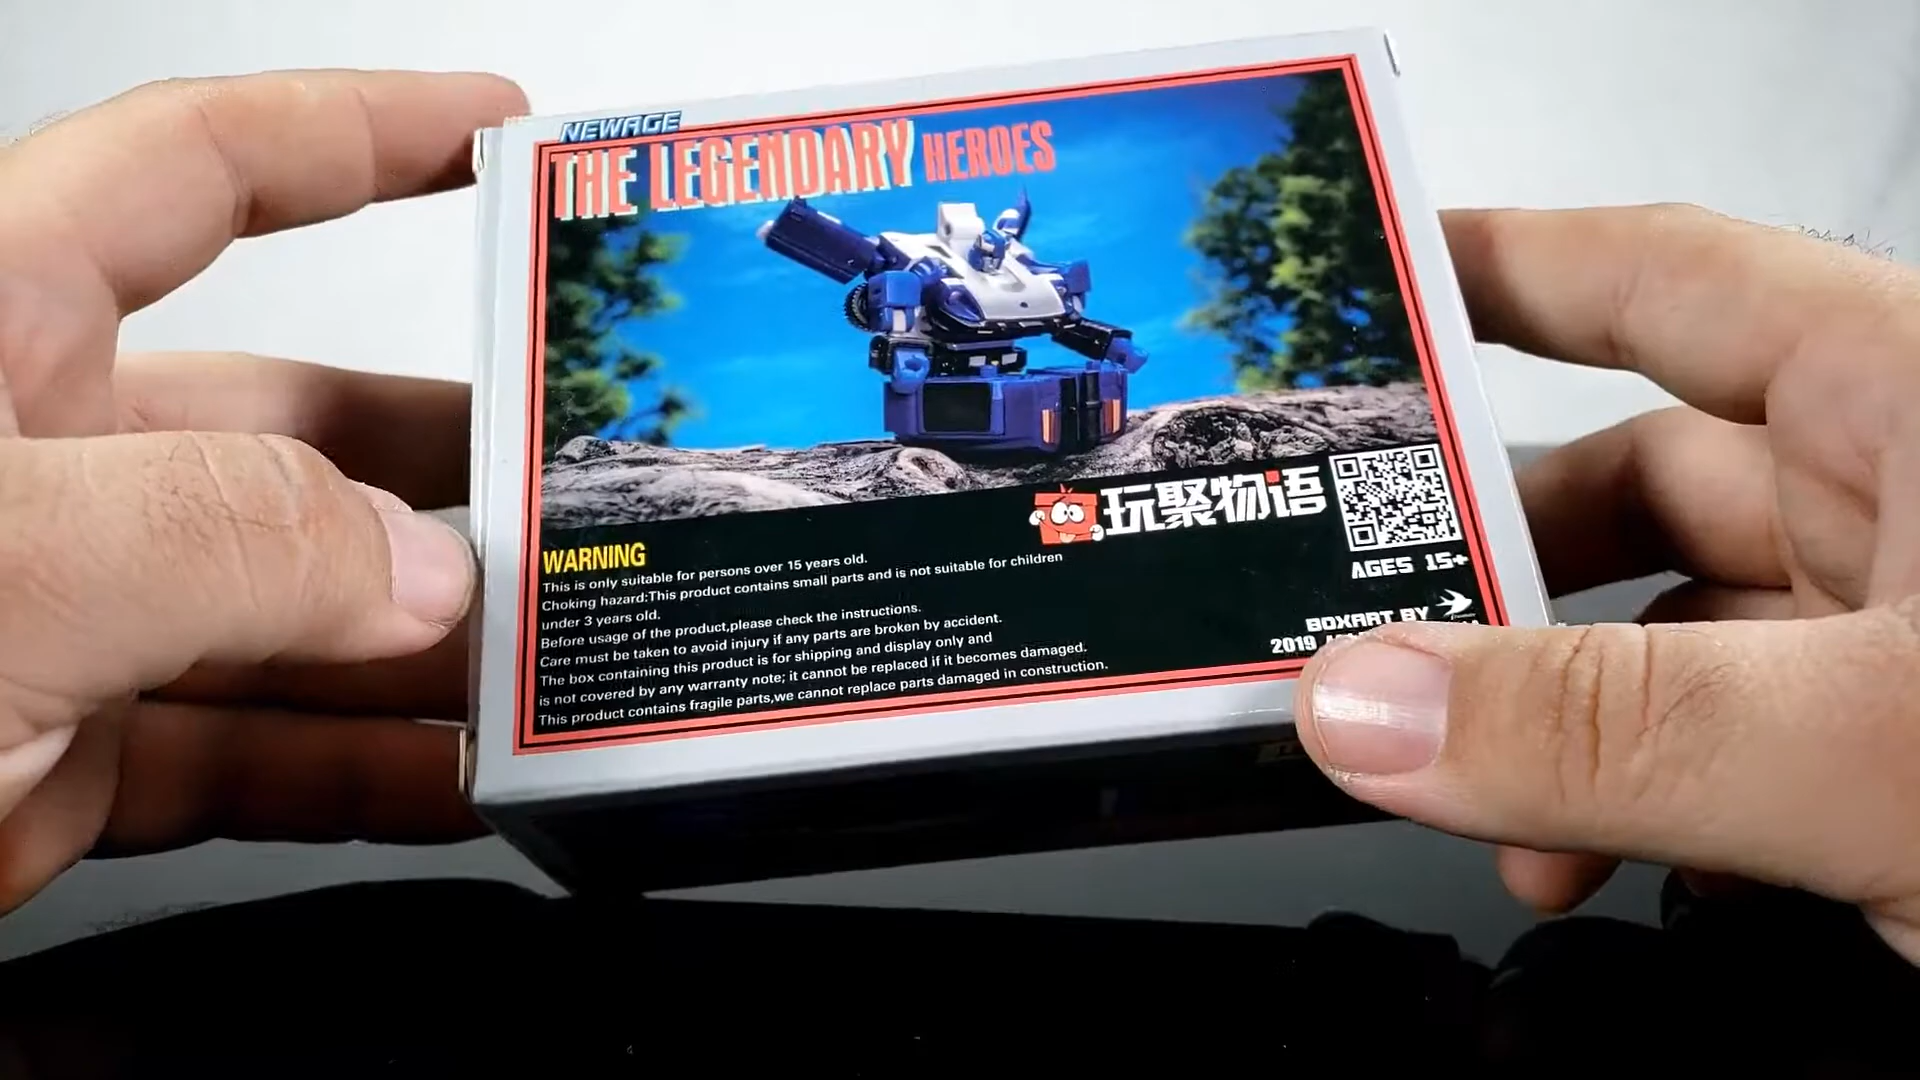 NEWAGE
THE LEGENDARY HEROES
玩聚物语
AGES 15+
WARNING
This is only suitable for persons over 15 years old.
Choking hazard:This product contains small parts and is not suitable for children
under 3 years old.
Before usage of the product,please check the instructions.
Care must be taken to avoid injury if any parts are broken by accident.
The box containing this product is for shipping and display only and
is not covered by any warranty note; it cannot be replaced if it becomes damaged.
This product contains fragile parts,we cannot replace parts damaged in construction.
BOXART BY
2019